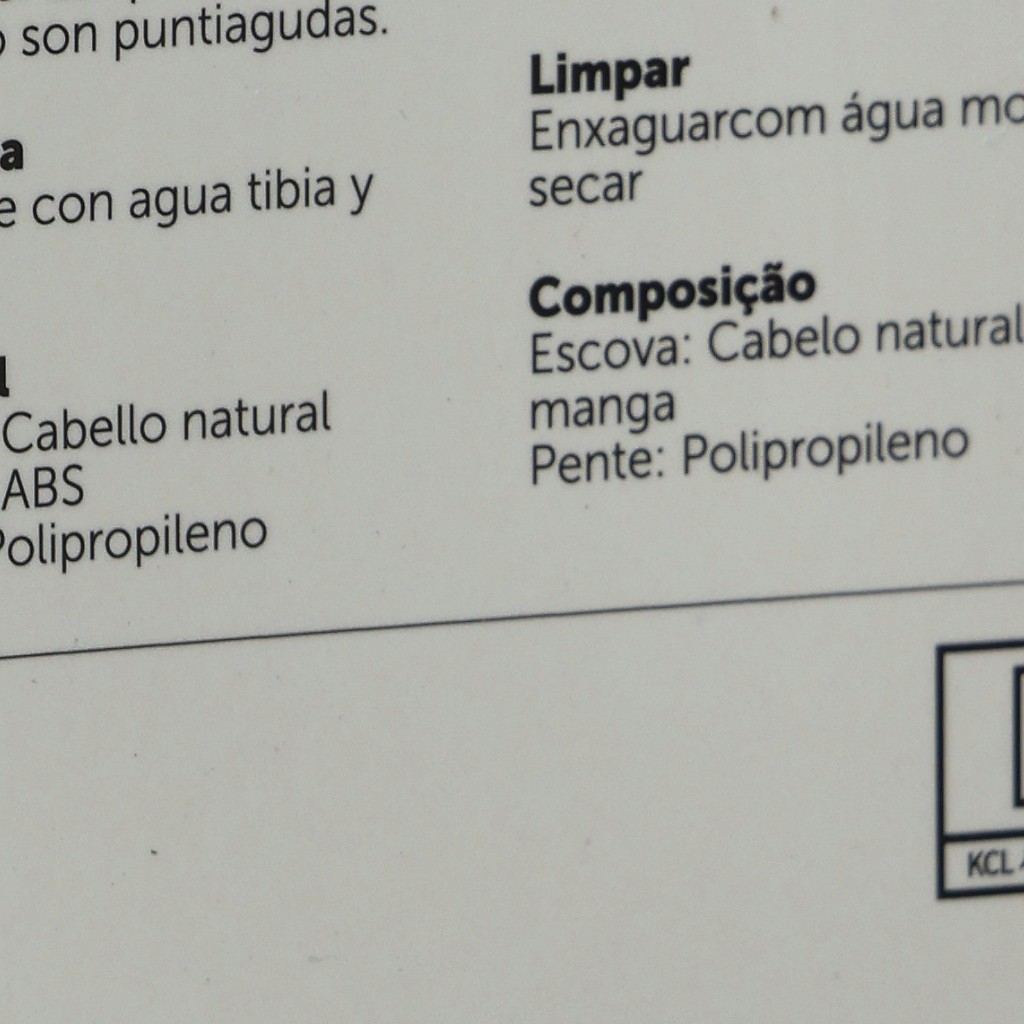 son puntiagudas.
con agua tibia y
Cabello natural
ABS
Polipropileno
Limpar
Enxaguarcom água
secar
Composição
Escova: Cabelo natural
manga
Pente: Polipropileno
KCL